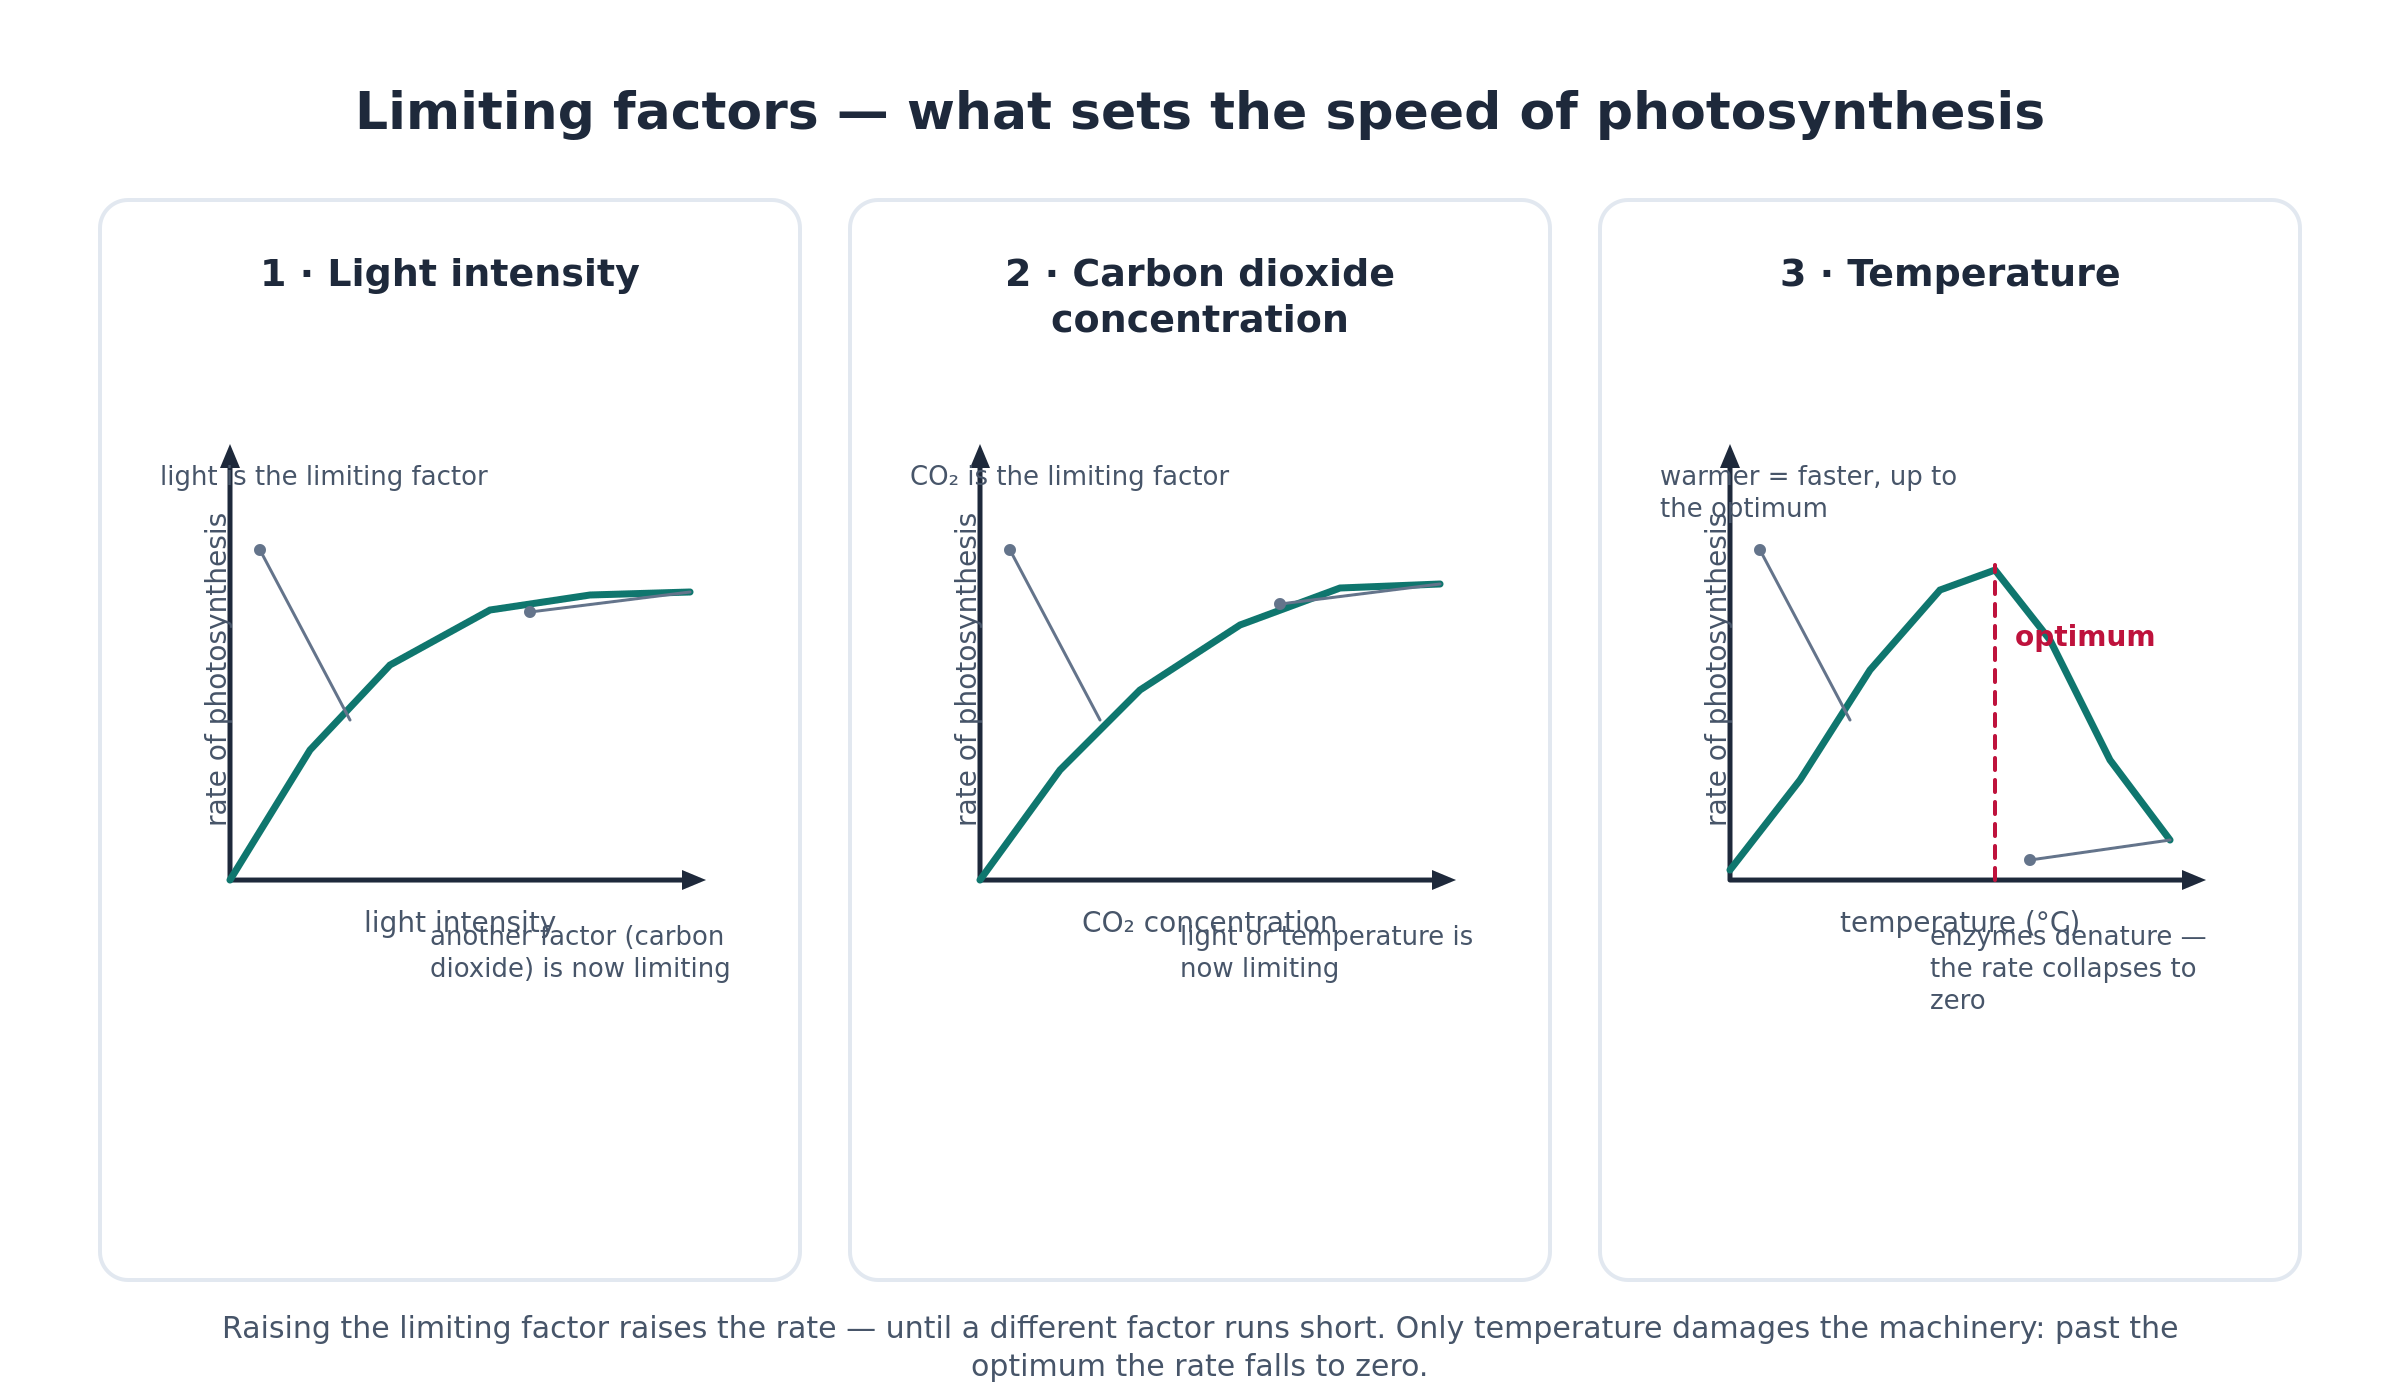 Limiting factors — what sets the speed of photosynthesis
1 · Light intensity
light is the limiting factor
rate of photosynthesis
light intensity
another factor (carbon
dioxide) is now limiting
2 · Carbon dioxide
concentration
CO₂ is the limiting factor
rate of photosynthesis
CO₂ concentration
light or temperature is
now limiting
3 · Temperature
warmer = faster, up to
the optimum
rate of photosynthesis
optimum
temperature (°C)
enzymes denature —
the rate collapses to
zero
Raising the limiting factor raises the rate — until a different factor runs short. Only temperature damages the machinery: past the
optimum the rate falls to zero.